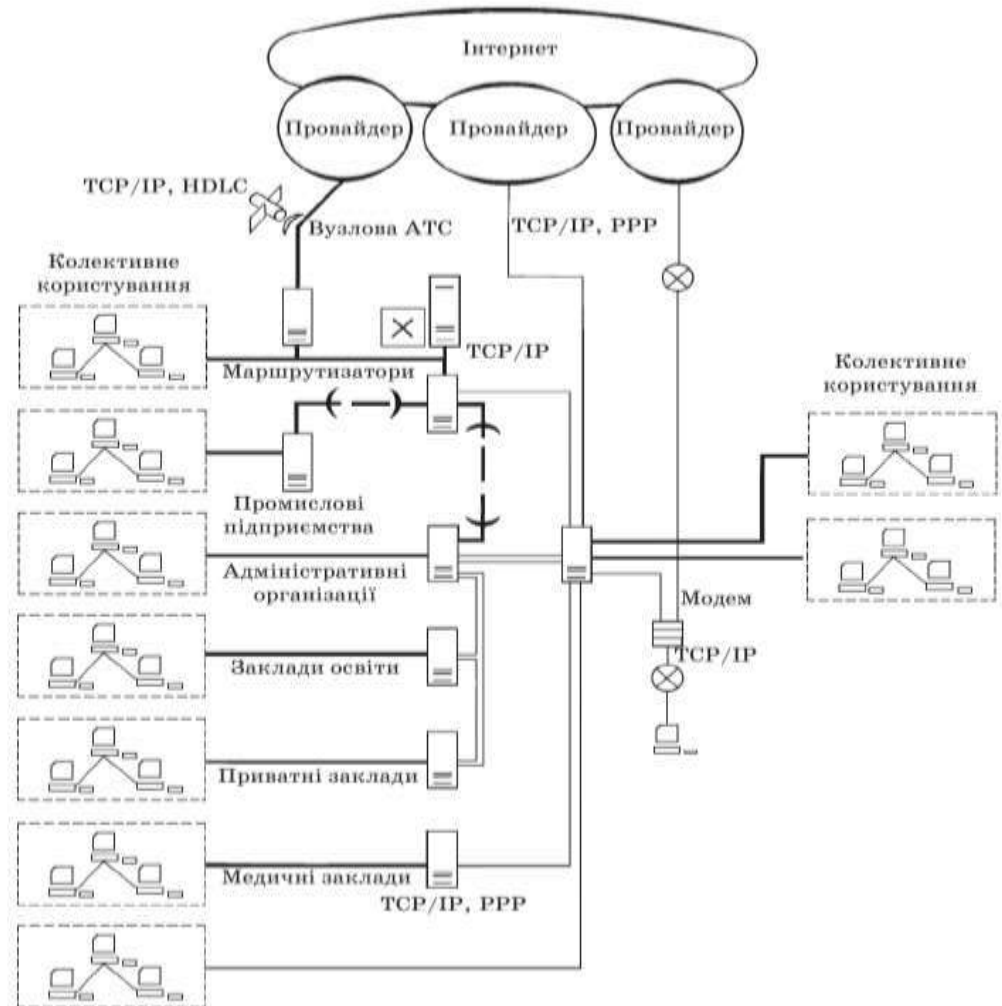 Інтернет
Провайдер
Провайдер
Провайдер
TCP/IP, HDLC
Вузлова АТС
TCP/IP, PPP
Колективне
користування
TCP/IP
Маршрутизатори
Колективне
користування
Промислові
підприємства
Адміністративні
організації
Модем
TCP/IP
Заклади освіти
Приватні заклади
Медичні заклади
TCP/IP, PPP